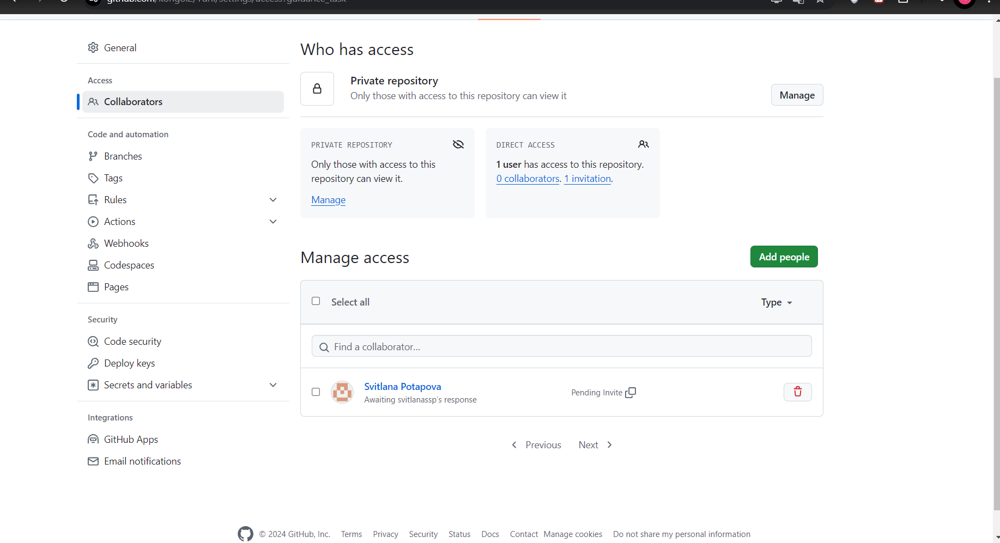 General
Access
Collaborators
Code and automation
Branches
Tags
Rules
Actions
Webhooks
Codespaces
Pages
Security
Code security
Deploy keys
Secrets and variables
Integrations
GitHub Apps
Email notifications
Who has access
Private repository
Only those with access to this repository can view it
Manage
PRIVATE REPOSITORY
Only those with access to this
repository can view it.
Manage
DIRECT ACCESS
1 user has access to this repository.
0 collaborators. 1 invitation.
Manage access
Add people
Select all
Type
Find a collaborator...
Svitlana Potapova
Awaiting svitlanassp's response
Pending Invite
Previous Next
© 2024 GitHub, Inc. Terms Privacy Security Status Docs Contact Manage cookies Do not share my personal information